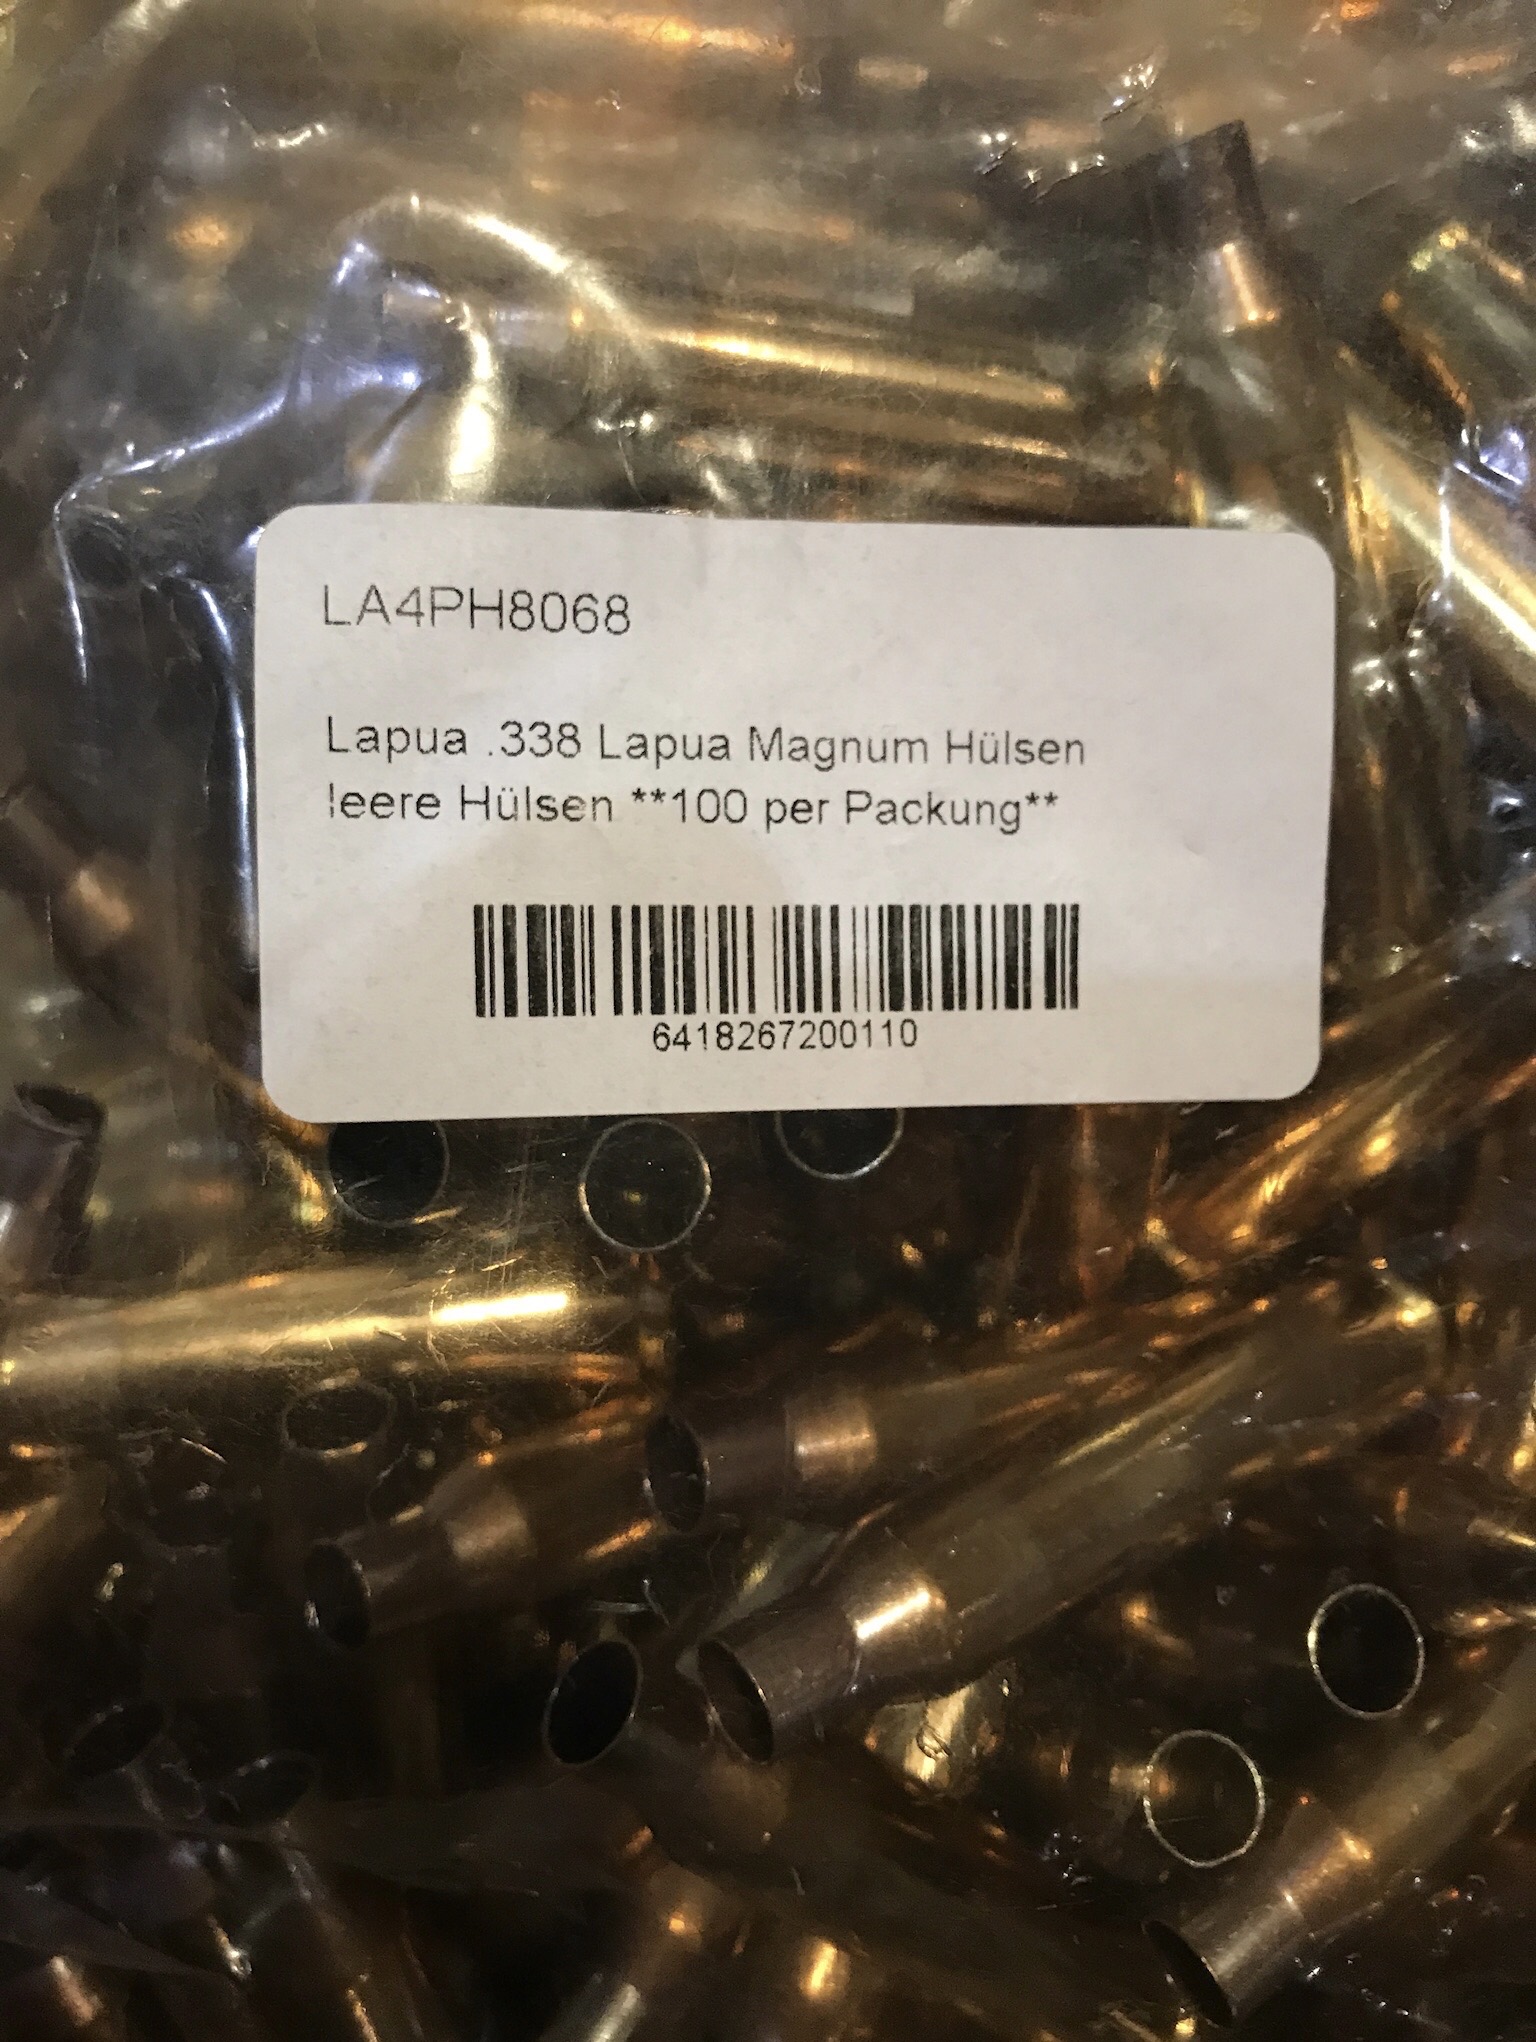 LA4PH8068
Lapua .338 Lapua Magnum Hülsen
leere Hülsen **100 per Packung**
6418267200110